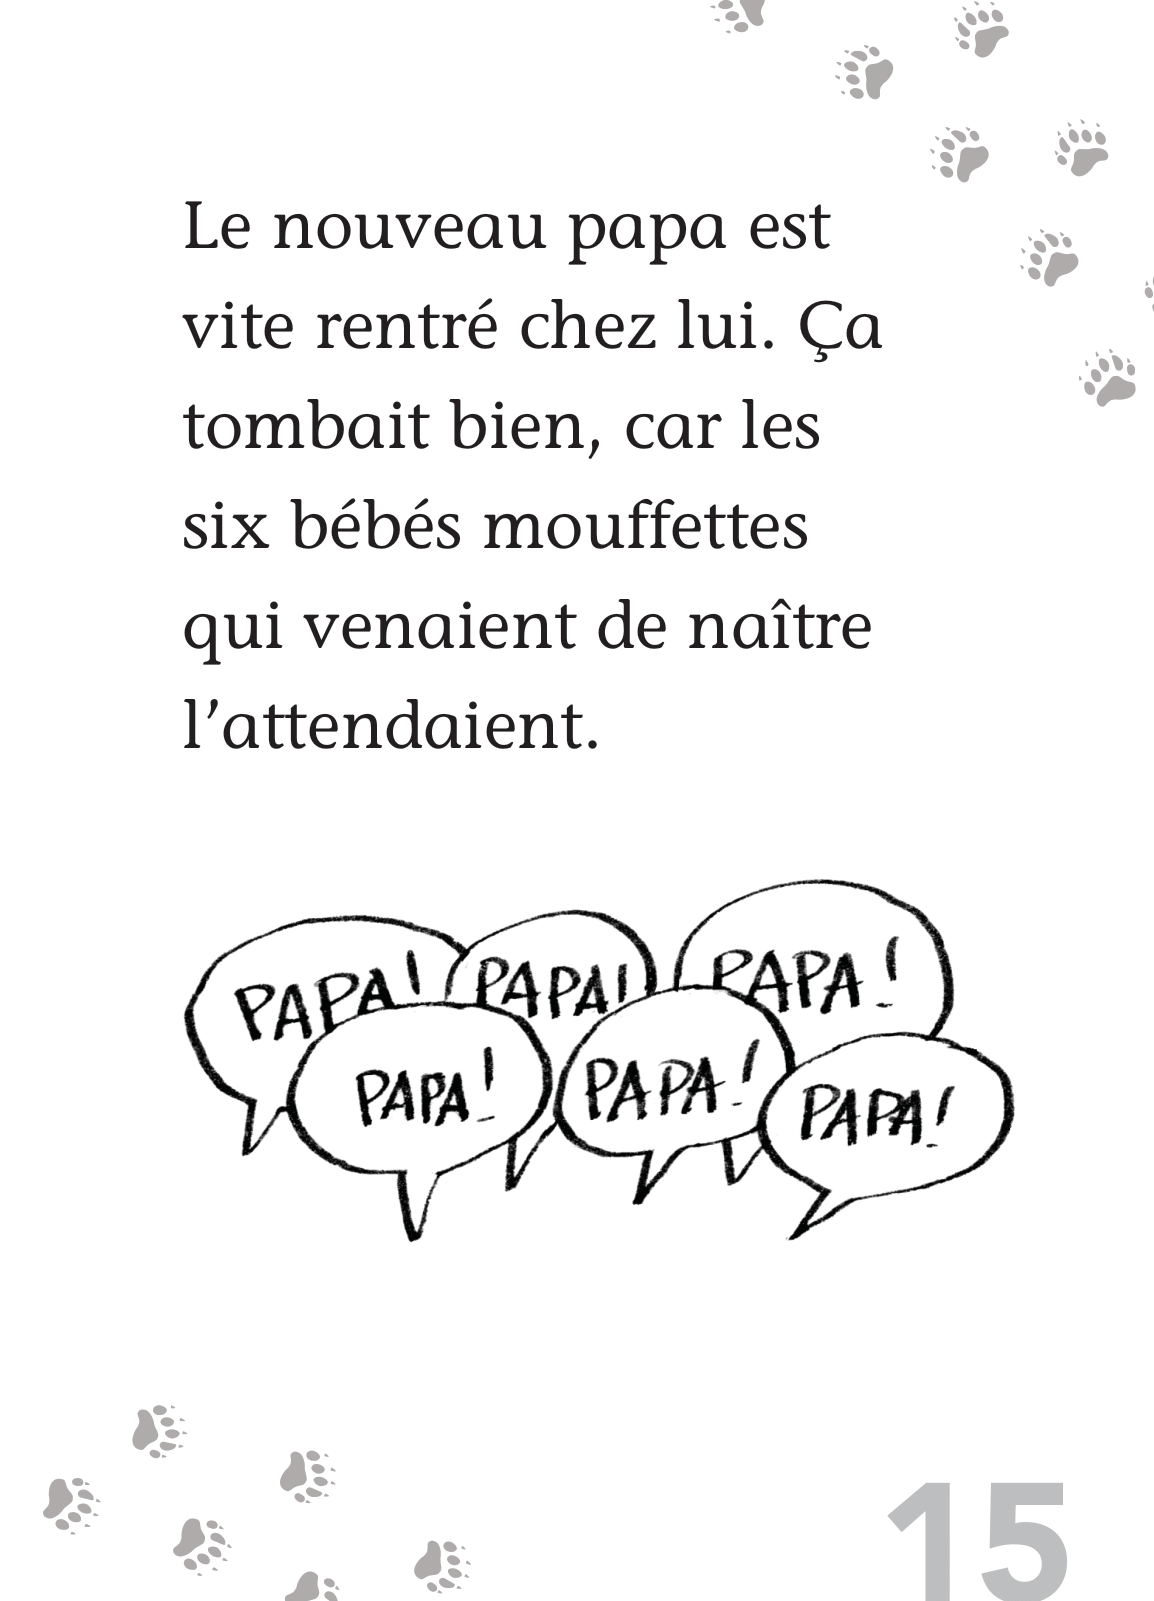 Le nouveau papa est
vite rentré chez lui. Ça
tombait bien, car les
six bébés mouffettes
qui venaient de naître
l’attendaient.
PAPA!
PAPA!
PAPA!
PAPA!
PAPA!
PAPA!
15